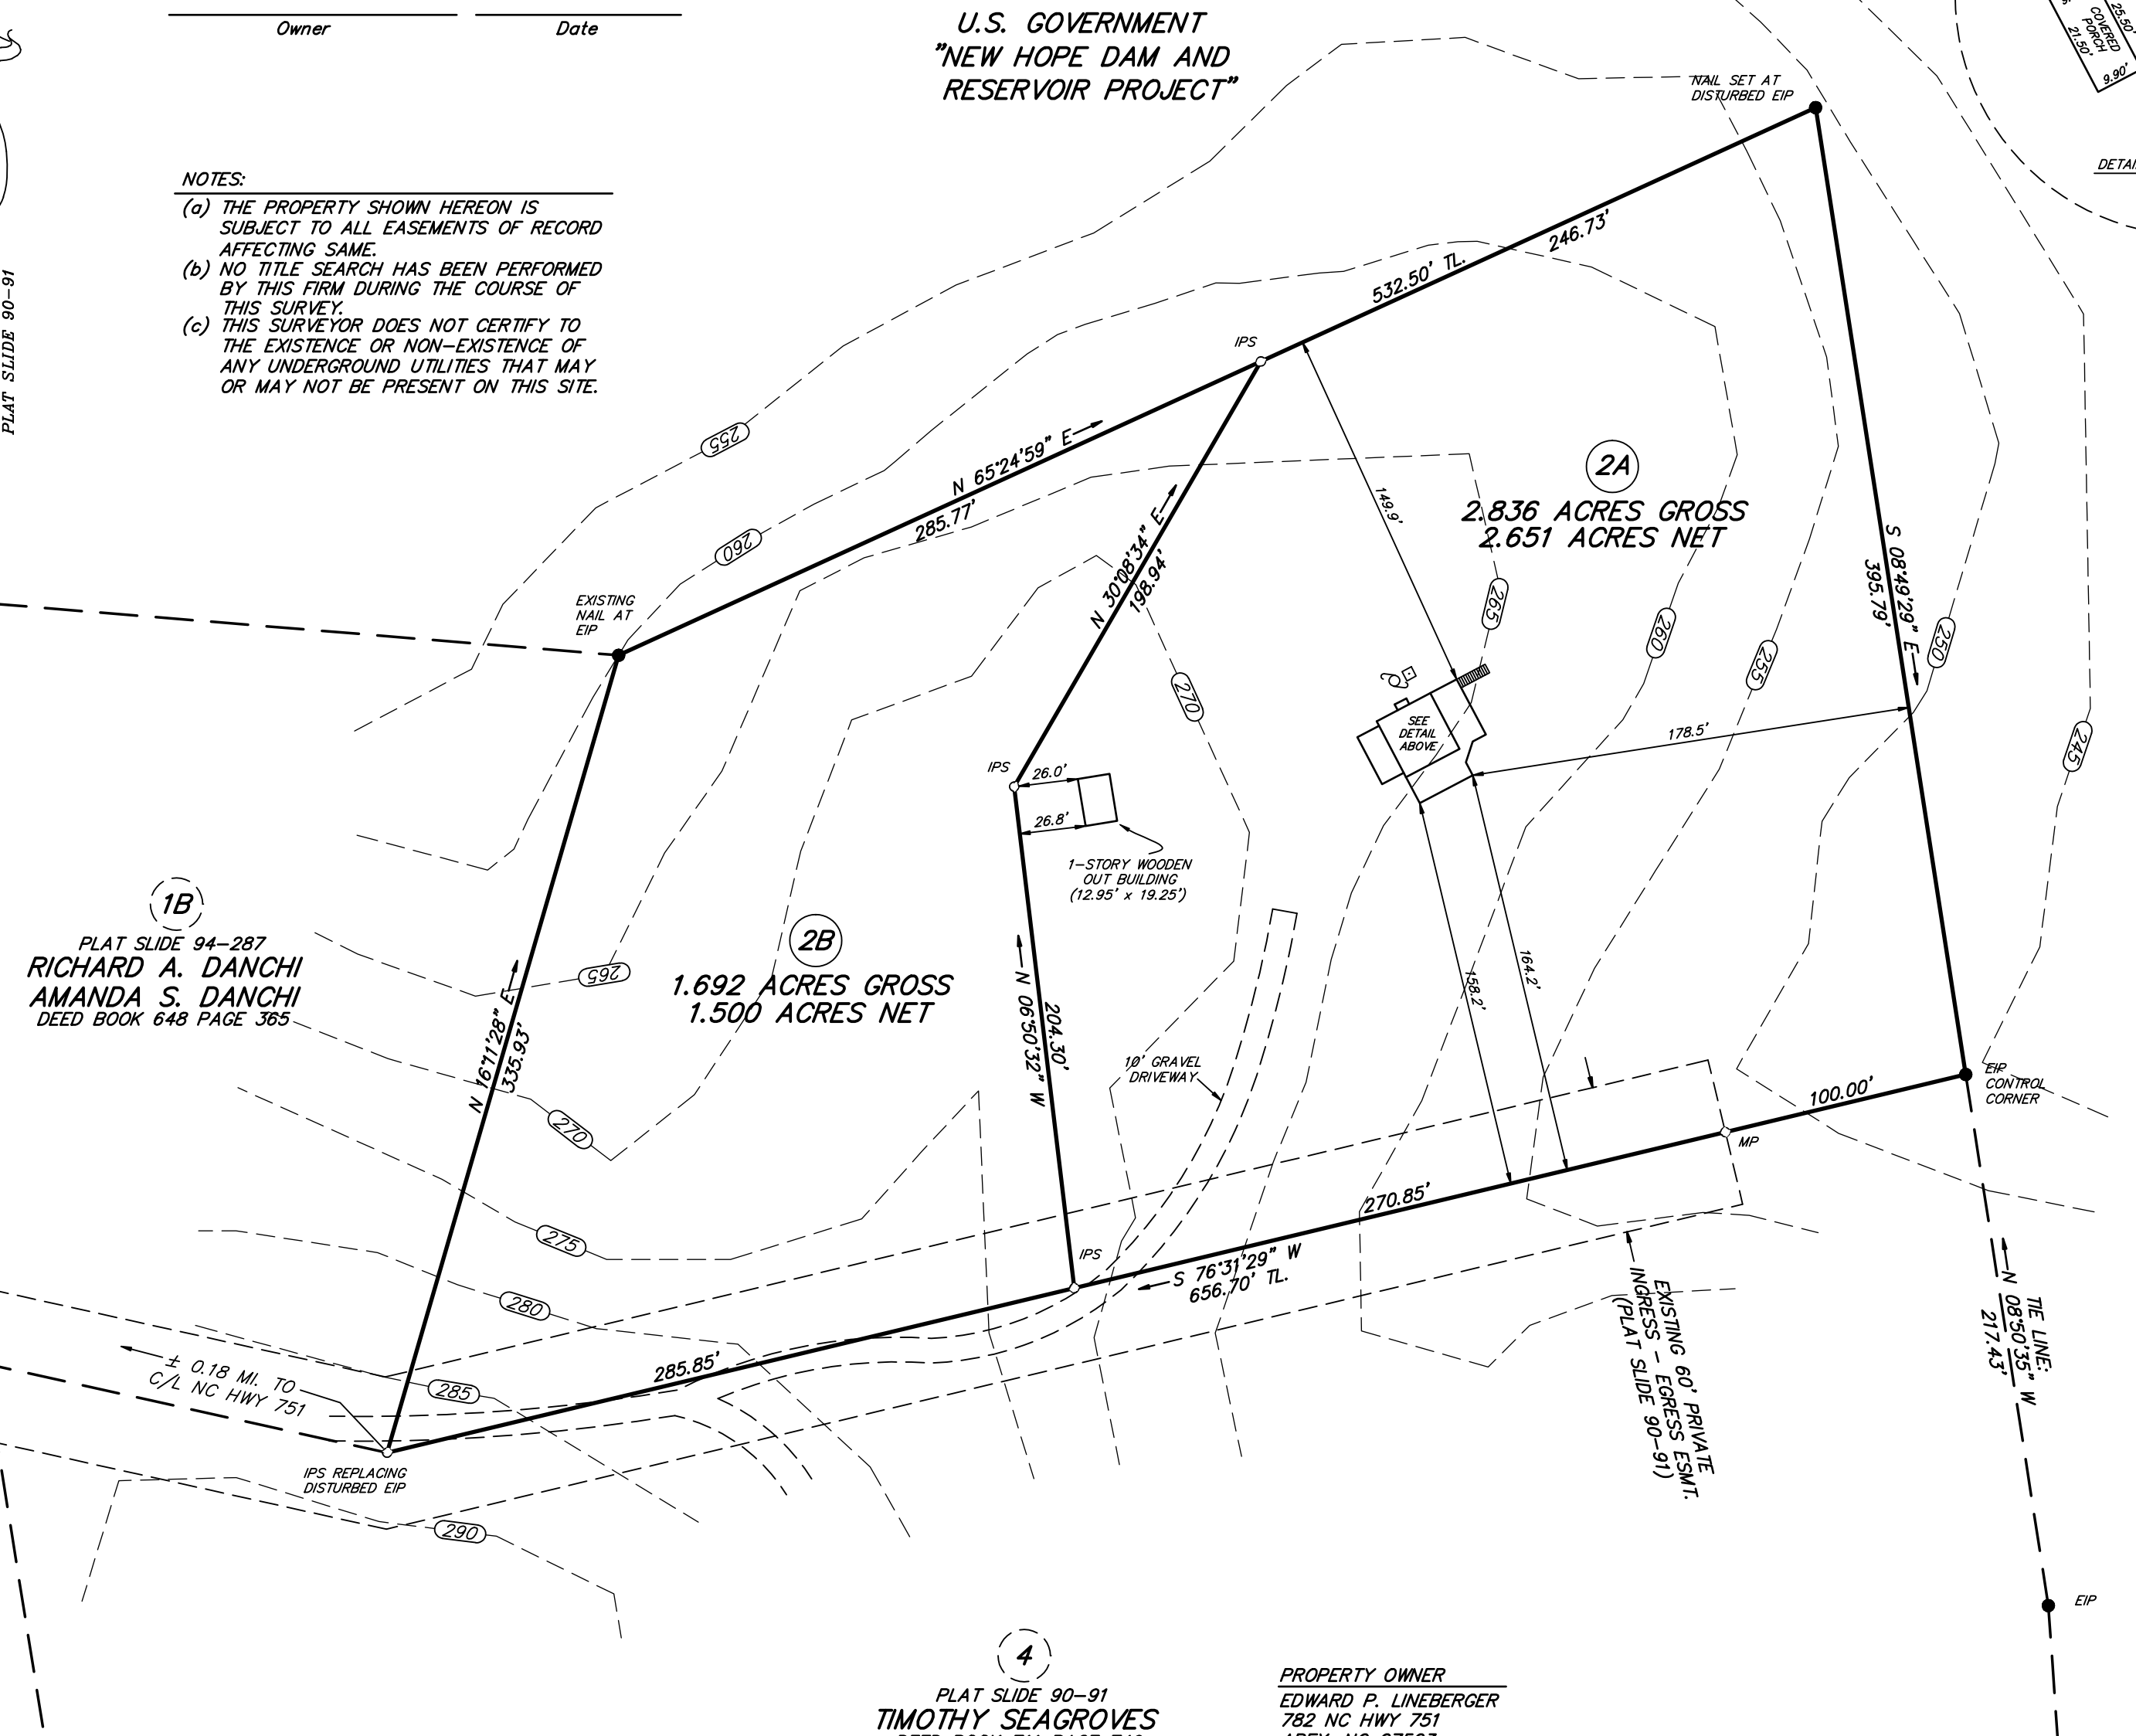 Owner
Date
U.S. GOVERNMENT
"NEW HOPE DAM AND
RESERVOIR PROJECT"
25.50'
COVERED
PORCH
21.50'
9.90'
NAIL SET AT
DISTURBED EIP
PLAT SLIDE 90-91
NOTES:
(a) THE PROPERTY SHOWN HEREON IS
SUBJECT TO ALL EASEMENTS OF RECORD
AFFECTING SAME.
(b) NO TITLE SEARCH HAS BEEN PERFORMED
BY THIS FIRM DURING THE COURSE OF
THIS SURVEY.
(c) THIS SURVEYOR DOES NOT CERTIFY TO
THE EXISTENCE OR NON-EXISTENCE OF
ANY UNDERGROUND UTILITIES THAT MAY
OR MAY NOT BE PRESENT ON THIS SITE.
246.73'
532.50' TL.
IPS
255
N 65°24'59" E
285.77'
260
2A
2.836 ACRES GROSS
2.651 ACRES NET
149.9'
S 08°49'29" E
395.79'
EXISTING
NAIL AT
EIP
N 30°08'34" E
198.94'
265
260
255
250
245
270
SEE
DETAIL
ABOVE
178.5'
IPS
26.0'
26.8'
1-STORY WOODEN
OUT BUILDING
(12.95' x 19.25')
1B
PLAT SLIDE 94-287
RICHARD A. DANCHI
AMANDA S. DANCHI
DEED BOOK 648 PAGE 365
2B
1.692 ACRES GROSS
1.500 ACRES NET
265
N 16°11'28" E
335.93'
N 06°50'32" W
204.30'
158.2'
164.2'
10' GRAVEL
DRIVEWAY
EIP
CONTROL
CORNER
100.00'
MP
270
275
280
285
290
270.85'
IPS
S 76°31'29" W
656.70' TL.
285.85'
± 0.18 MI. TO
C/L NC HWY 751
IPS REPLACING
DISTURBED EIP
EXISTING 60' PRIVATE
INGRESS - EGRESS ESMT.
(PLAT SLIDE 90-91)
TIE LINE:
N 08°50'35" W
217.43'
EIP
4
PLAT SLIDE 90-91
TIMOTHY SEAGROVES
PROPERTY OWNER
EDWARD P. LINEBERGER
782 NC HWY 751